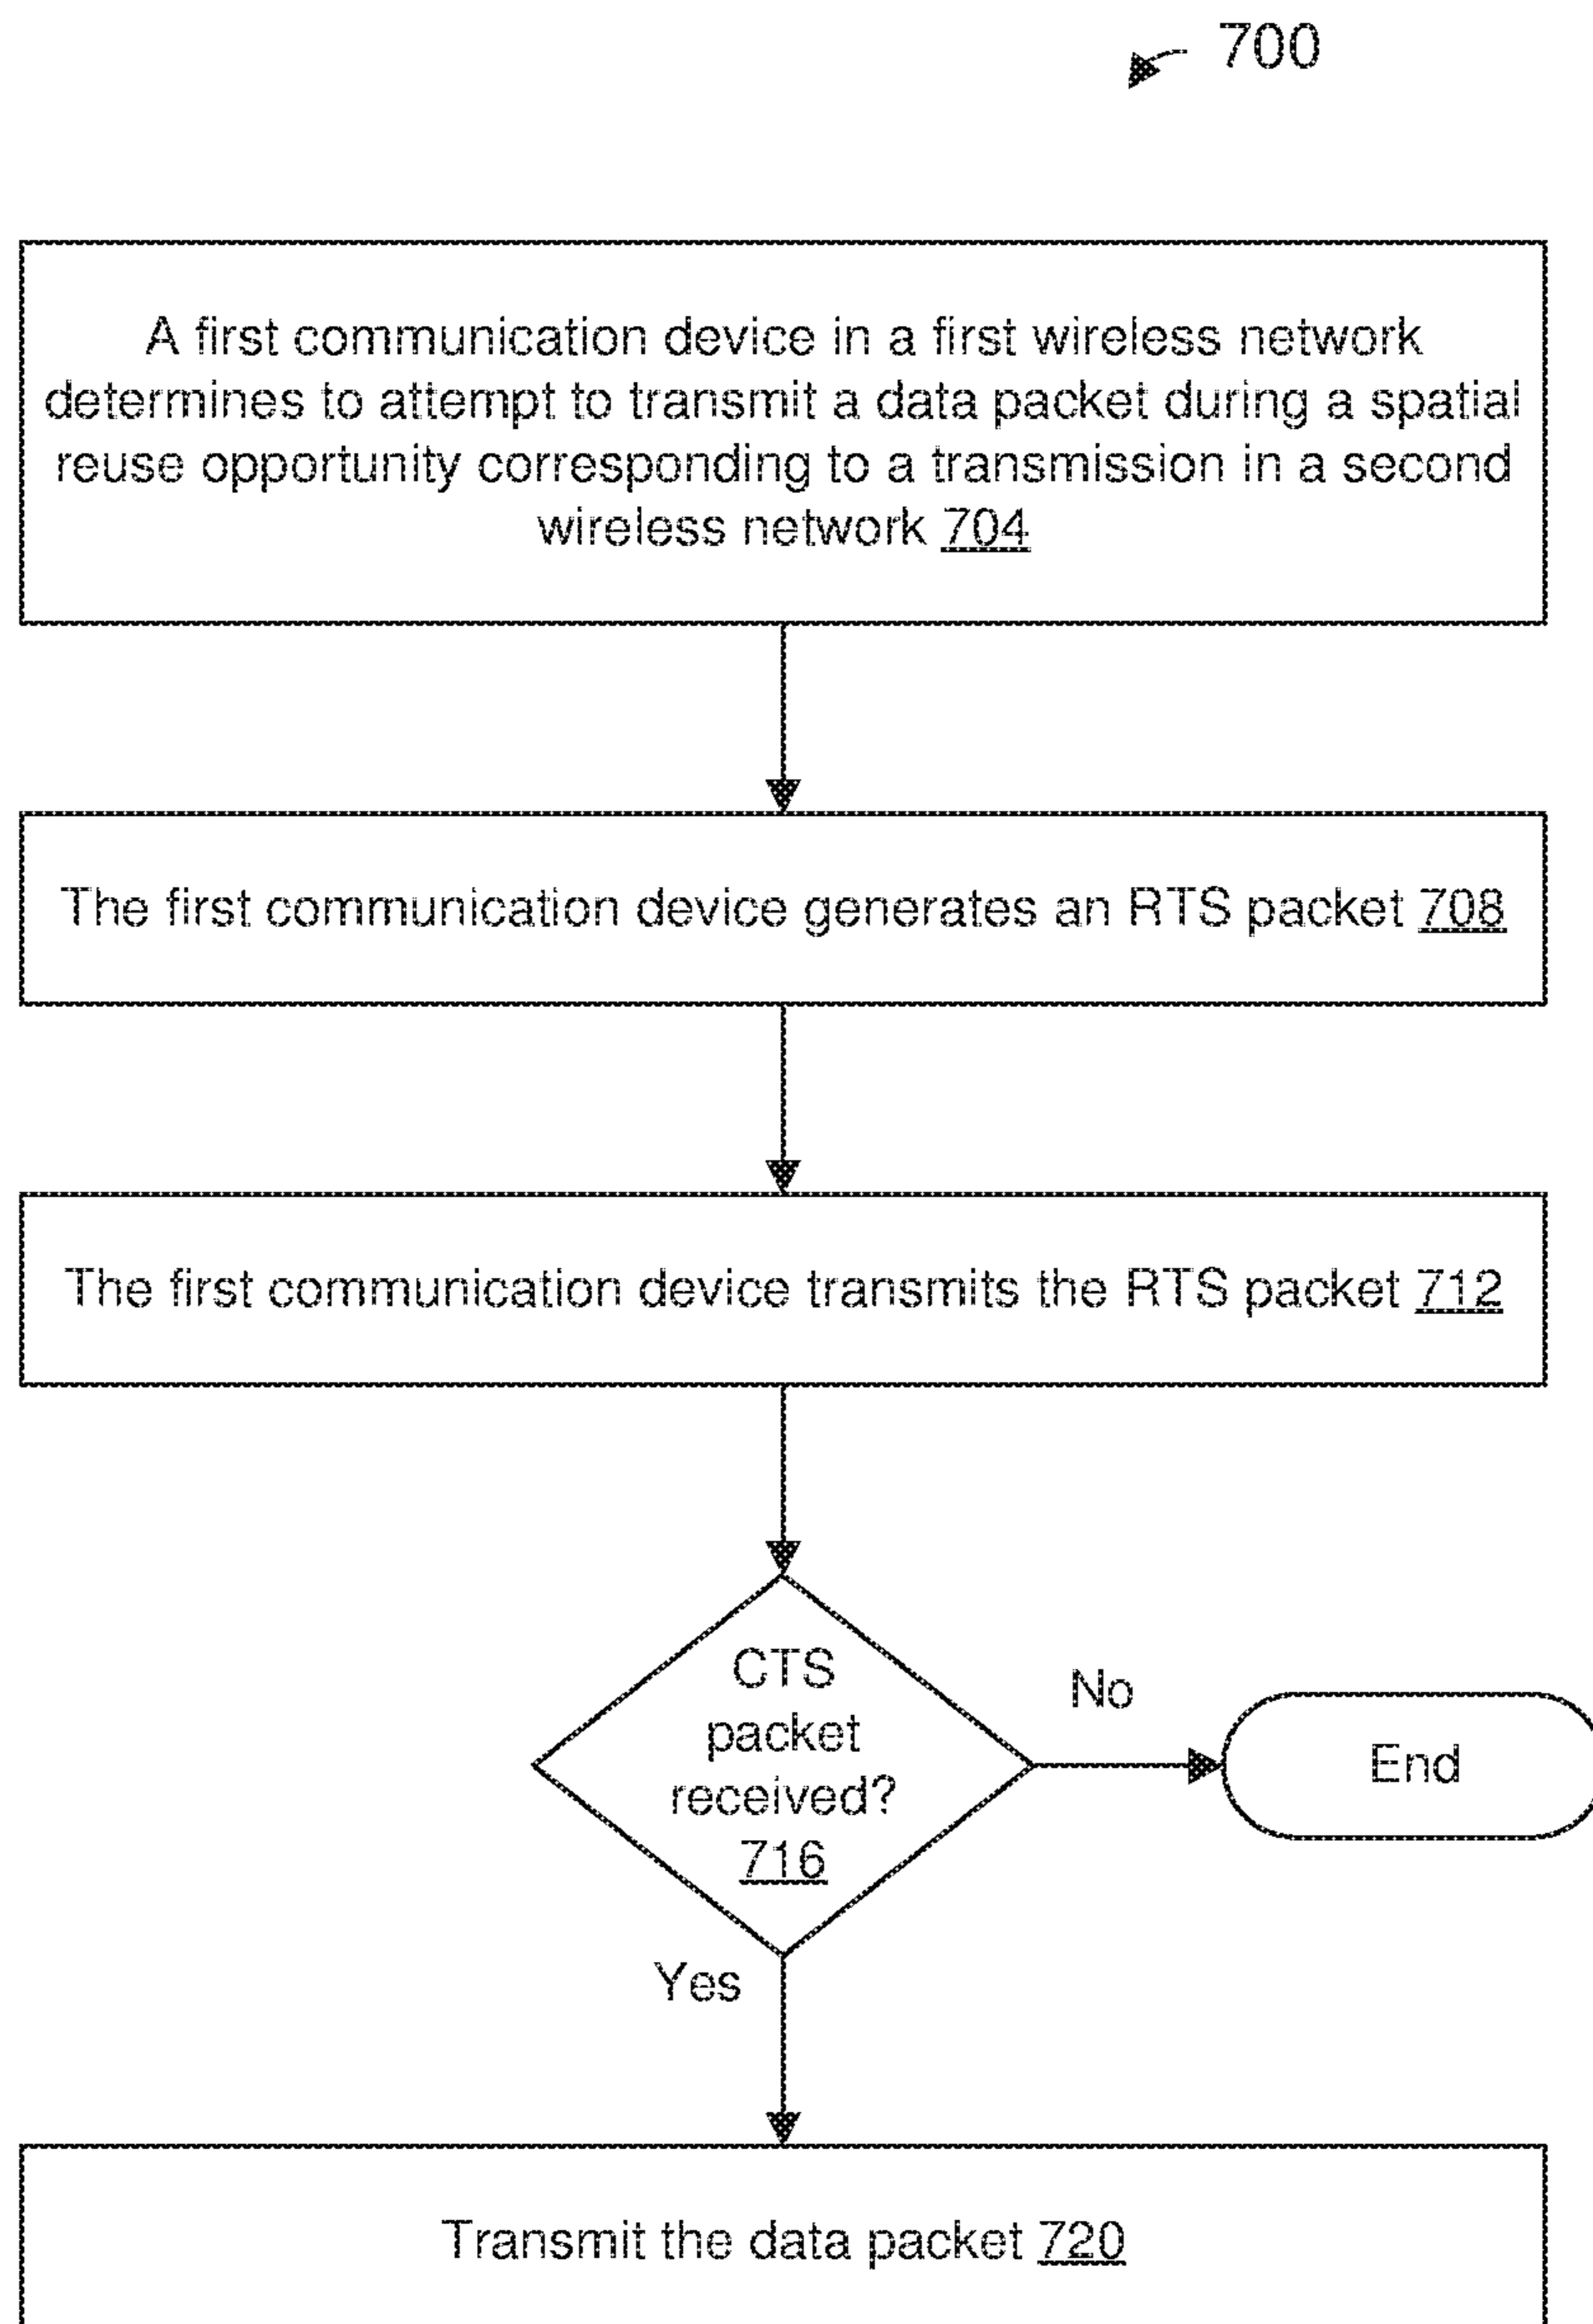 700
A first communication device in a first wireless network
determines to attempt to transmit a data packet during a spatial
reuse opportunity corresponding to a transmission in a second
wireless network 704
The first communication device generates an RTS packet 708
The first communication device transmits the RTS packet 712
CTS
packet
received?
716
No
End
Yes
Transmit the data packet 720